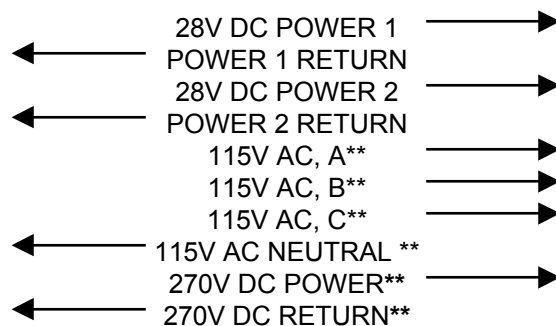 28V DC POWER 1
POWER 1 RETURN
28V DC POWER 2
POWER 2 RETURN
115V AC, A**
115V AC, B**
115V AC, C**
115V AC NEUTRAL **
270V DC POWER**
270V DC RETURN**